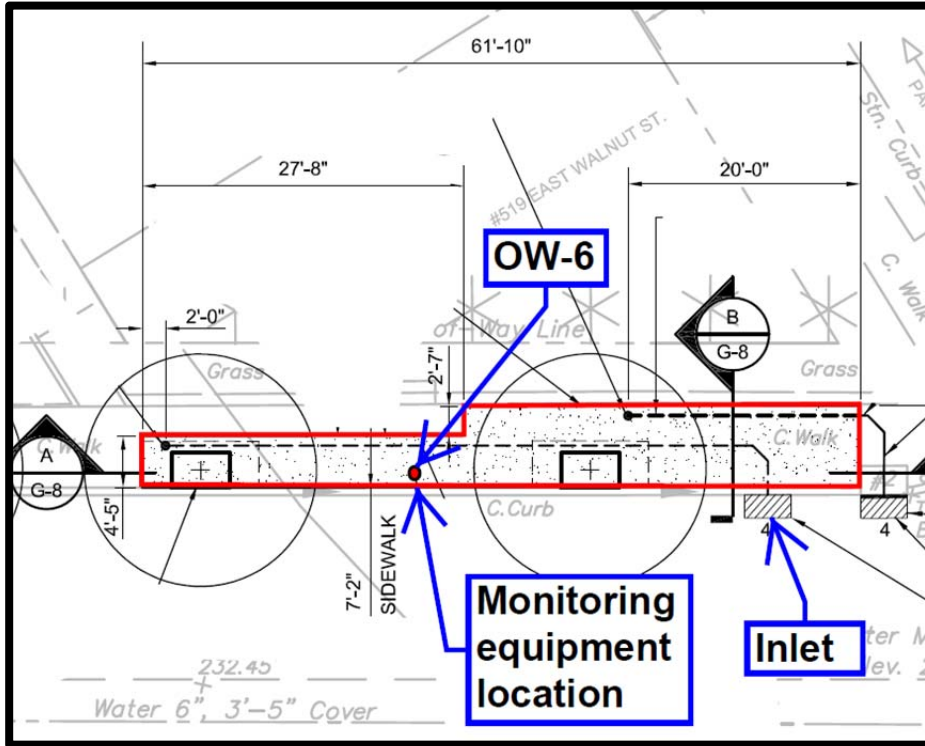 61'-10"
27'-8"
20'-0"
#519 EAST WALNUT ST.
Stn. Curb
C. Walk
OW-6
2'-0"
of-Way Line
2'-7"
B
G-8
Grass
Grass
C. Walk
A
G-8
C.Walk
#2
4'-5"
7'-2"
SIDEWALK
C.Curb
4
4
Monitoring
equipment
location
Inlet
232.45
Water 6", 3'-5" Cover